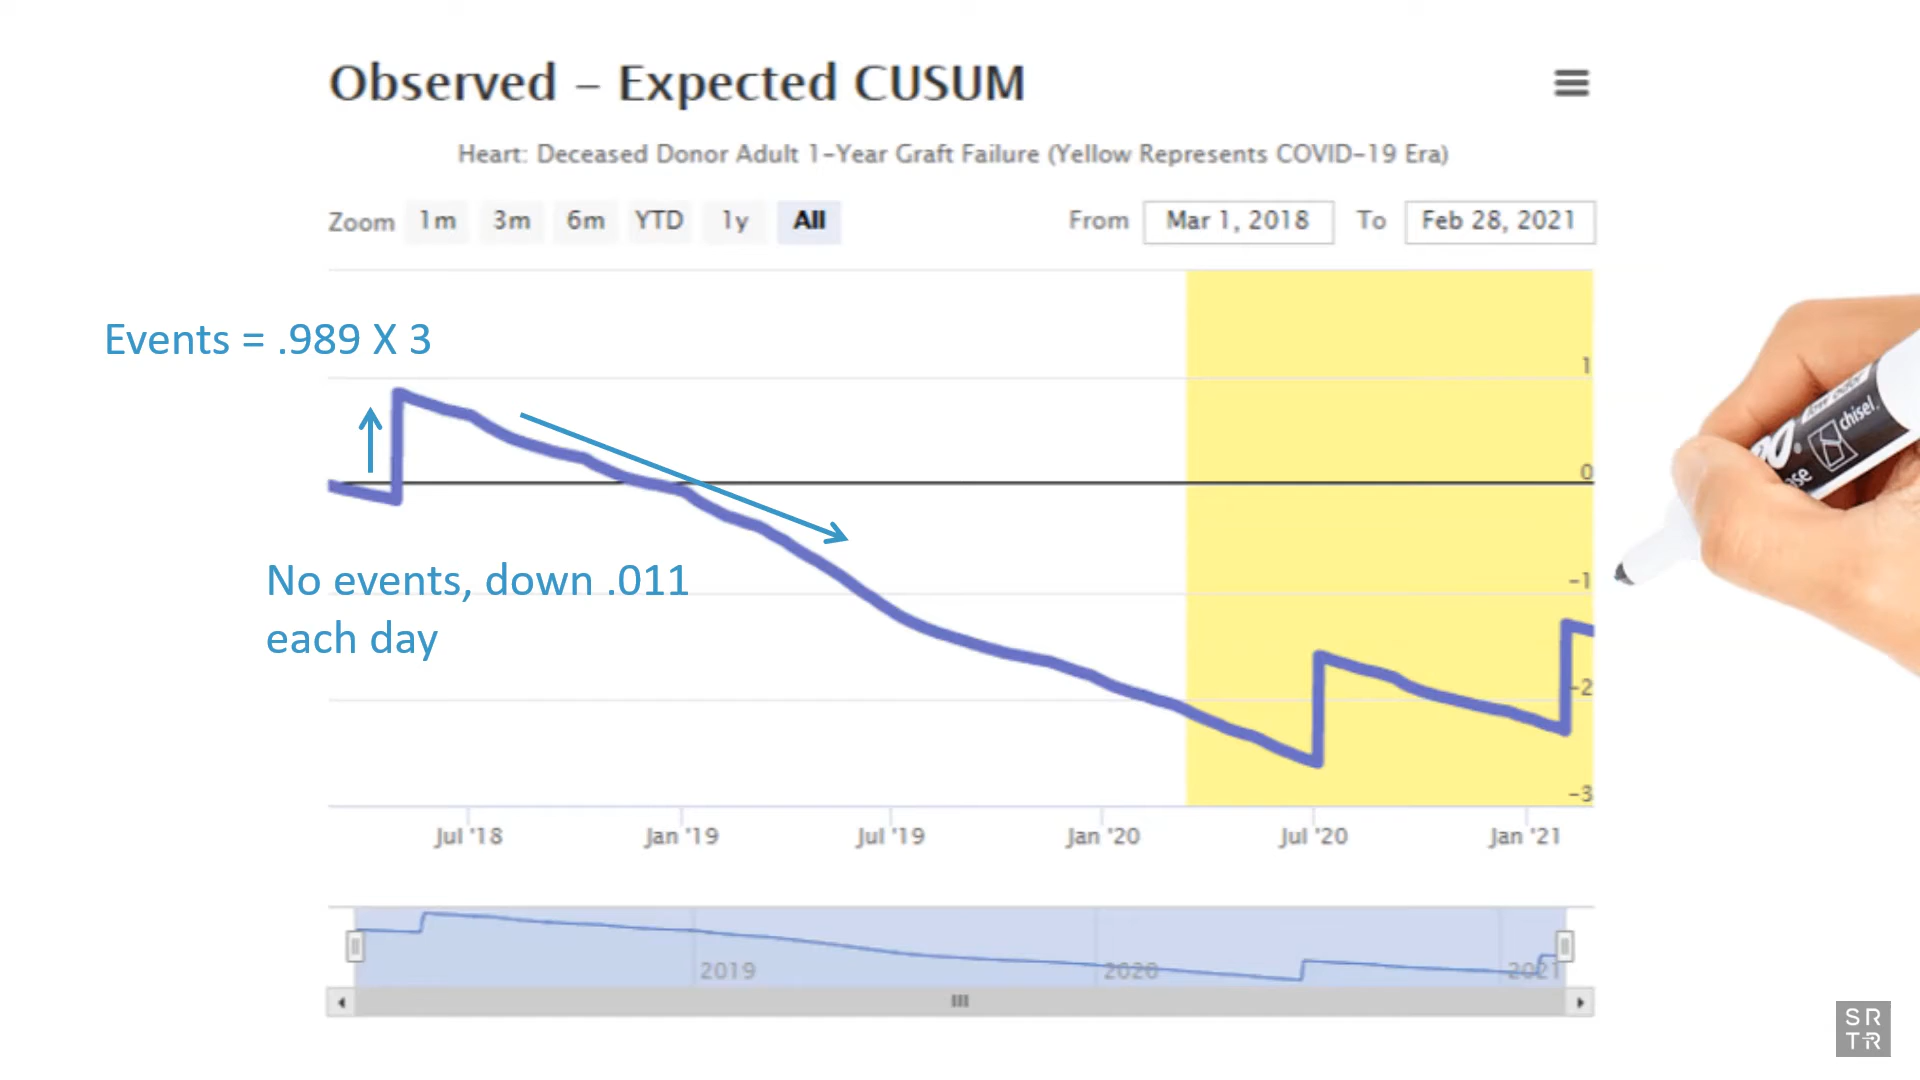 Observed – Expected CUSUM
Heart: Deceased Donor Adult 1-Year Graft Failure (Yellow Represents COVID-19 Era)
Zoom 1m 3m 6m YTD 1y All From Mar 1, 2018 To Feb 28, 2021
Events = .989 X 3
1
0
No events, down .011
each day
-1
-2
-3
Jul '18 Jan '19 Jul '19 Jan '20 Jul '20 Jan '21
2019 2020 2021
low odor
chisel.
SR
TR